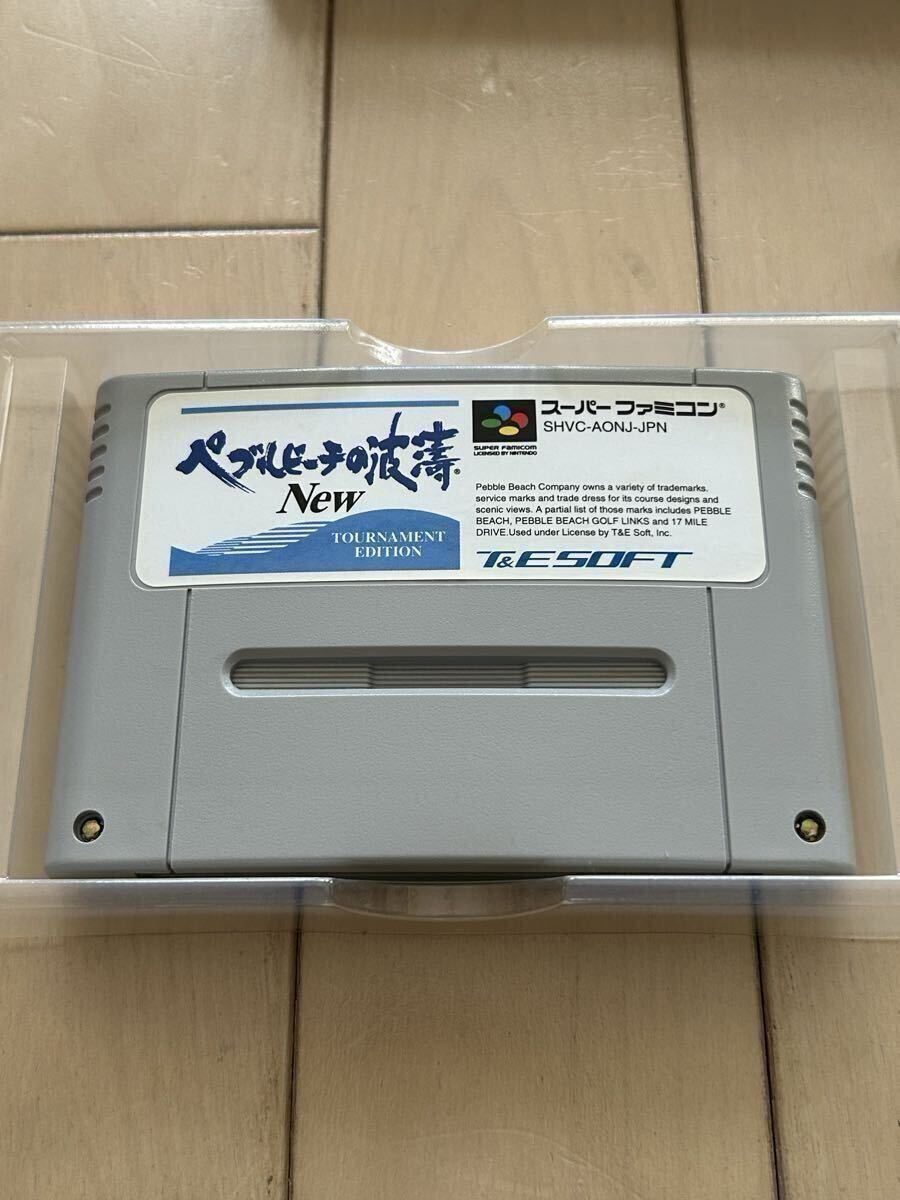 ペブルビーチの波濤®
New
TOURNAMENT
EDITION
SUPER FAMICOM
LICENSED BY NINTENDO
スーパーファミコン®
SHVC-AONJ-JPN
Pebble Beach Company owns a variety of trademarks.
service marks and trade dress for its course designs and
scenic views. A partial list of those marks includes PEBBLE
BEACH, PEBBLE BEACH GOLF LINKS and 17 MILE
DRIVE.Used under License by T&E Soft, Inc.
T&ESOFT